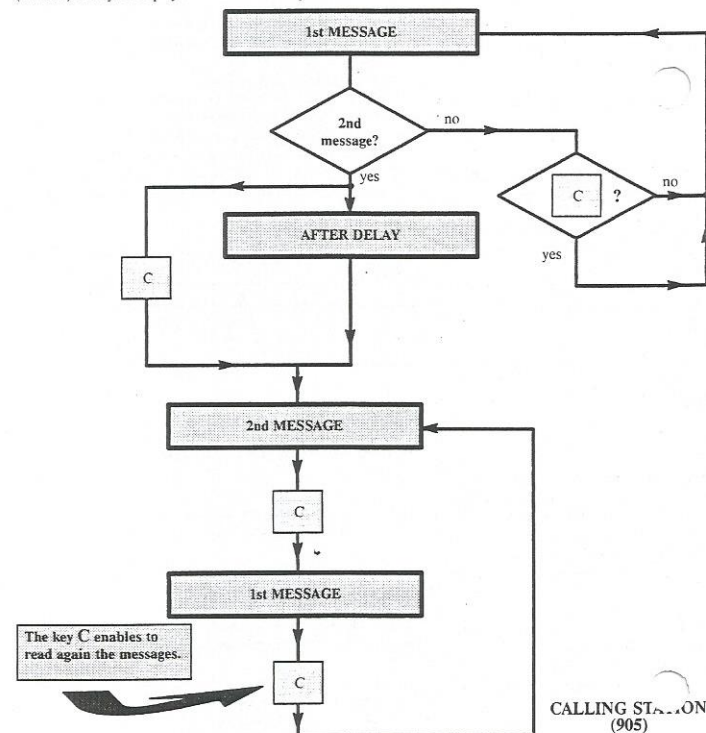 1st MESSAGE
2nd
message?
no
yes
C ?
no
yes
AFTER DELAY
C
2nd MESSAGE
C
1st MESSAGE
The key C enables to
read again the messages.
C
CALLING
(905)